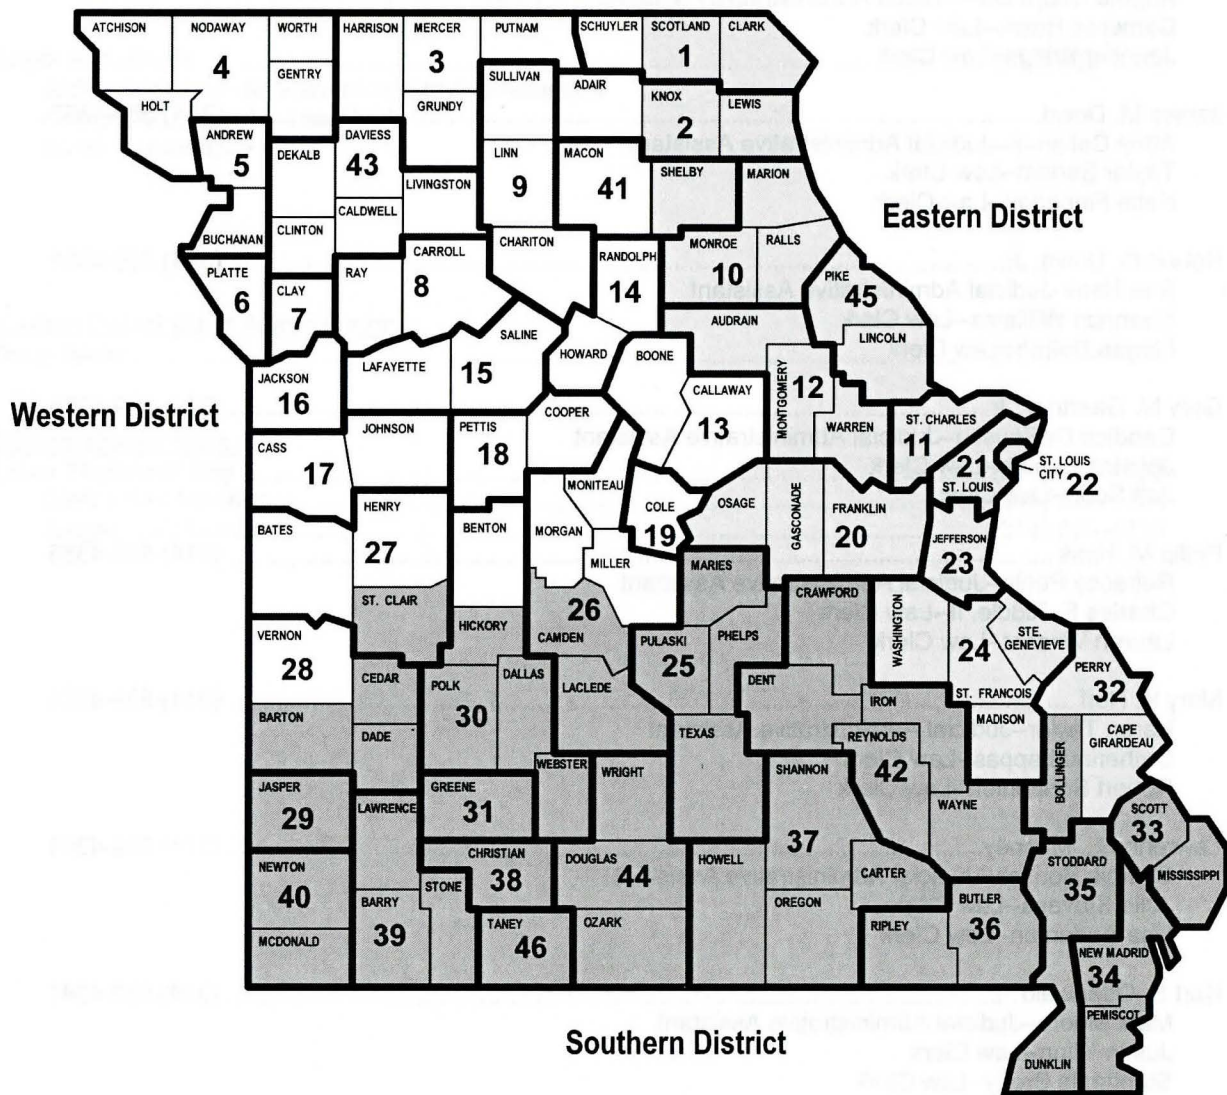 ATCHISON
NODAWAY
WORTH
HARRISON
MERCER
PUTNAM
SCHUYLER
SCOTLAND
CLARK
4
GENTRY
3
SULLIVAN
ADAIR
1
HOLT
GRUNDY
KNOX
LEWIS
ANDREW
5
DEKALB
DAVIESS
43
LINN
9
MACON
41
2
SHELBY
MARION
LIVINGSTON
CALDWELL
BUCHANAN
CLINTON
Eastern District
PLATTE
6
CLAY
7
RAY
CARROLL
8
CHARITON
RANDOLPH
14
MONROE
10
RALLS
PIKE
45
AUDRAIN
LINCOLN
SALINE
15
HOWARD
BOONE
LAFAYETTE
JACKSON
16
Western District
CALLAWAY
13
MONTGOMERY
12
WARREN
ST. CHARLES
11
21
ST. LOUIS
ST. LOUIS
CITY
22
JOHNSON
PETTIS
18
COOPER
CASS
17
MONITEAU
HENRY
27
BENTON
MORGAN
COLE
19
OSAGE
GASCONADE
FRANKLIN
20
JEFFERSON
23
BATES
MILLER
MARIES
CRAWFORD
WASHINGTON
ST. CLAIR
HICKORY
26
CAMDEN
PULASKI
25
PHELPS
STE.
GENEVIEVE
24
ST. FRANCOIS
PERRY
32
VERNON
28
CEDAR
POLK
30
DALLAS
LACLEDE
DENT
IRON
MADISON
CAPE
GIRARDEAU
BARTON
DADE
TEXAS
REYNOLDS
42
BOLLINGER
WEBSTER
WRIGHT
SHANNON
WAYNE
JASPER
29
LAWRENCE
GREENE
31
SCOTT
33
37
MISSISSIPPI
CHRISTIAN
38
DOUGLAS
44
HOWELL
CARTER
STODDARD
35
NEWTON
40
BARRY
39
STONE
TANEY
46
OZARK
OREGON
RIPLEY
BUTLER
36
MCDONALD
NEW MADRID
34
PEMISCOT
Southern District
DUNKLIN